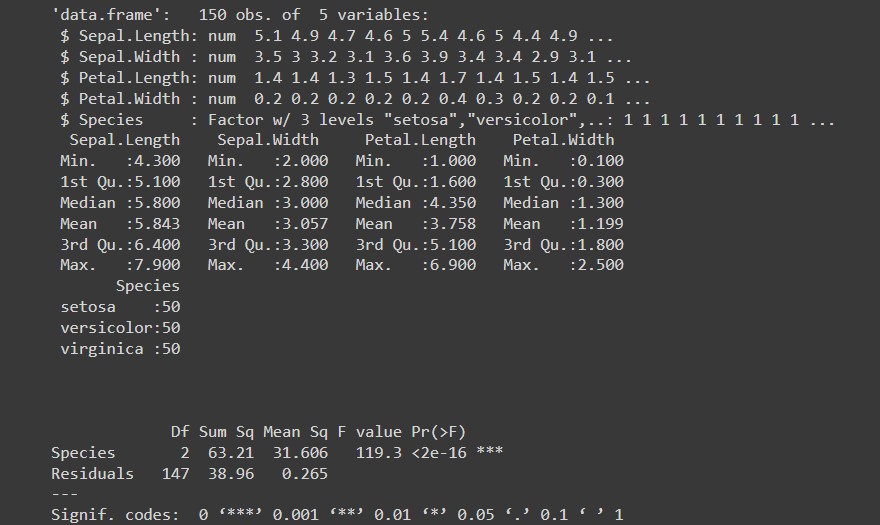 'data.frame':   150 obs. of  5 variables:
 $ Sepal.Length: num  5.1 4.9 4.7 4.6 5 5.4 4.6 5 4.4 4.9 ...
 $ Sepal.Width : num  3.5 3 3.2 3.1 3.6 3.9 3.4 3.4 2.9 3.1 ...
 $ Petal.Length: num  1.4 1.4 1.3 1.5 1.4 1.7 1.4 1.5 1.4 1.5 ...
 $ Petal.Width : num  0.2 0.2 0.2 0.2 0.2 0.4 0.3 0.2 0.2 0.1 ...
 $ Species     : Factor w/ 3 levels "setosa","versicolor",..: 1 1 1 1 1 1 1 1 1 1 ...
  Sepal.Length    Sepal.Width     Petal.Length    Petal.Width
 Min.   :4.300   Min.   :2.000   Min.   :1.000   Min.   :0.100
 1st Qu.:5.100   1st Qu.:2.800   1st Qu.:1.600   1st Qu.:0.300
 Median :5.800   Median :3.000   Median :4.350   Median :1.300
 Mean   :5.843   Mean   :3.057   Mean   :3.758   Mean   :1.199
 3rd Qu.:6.400   3rd Qu.:3.300   3rd Qu.:5.100   3rd Qu.:1.800
 Max.   :7.900   Max.   :4.400   Max.   :6.900   Max.   :2.500
       Species
 setosa    :50
 versicolor:50
 virginica :50
             Df Sum Sq Mean Sq F value Pr(>F)
Species       2  63.21  31.606   119.3 <2e-16 ***
Residuals   147  38.96   0.265
---
Signif. codes:  0 ‘***’ 0.001 ‘**’ 0.01 ‘*’ 0.05 ‘.’ 0.1 ‘ ’ 1